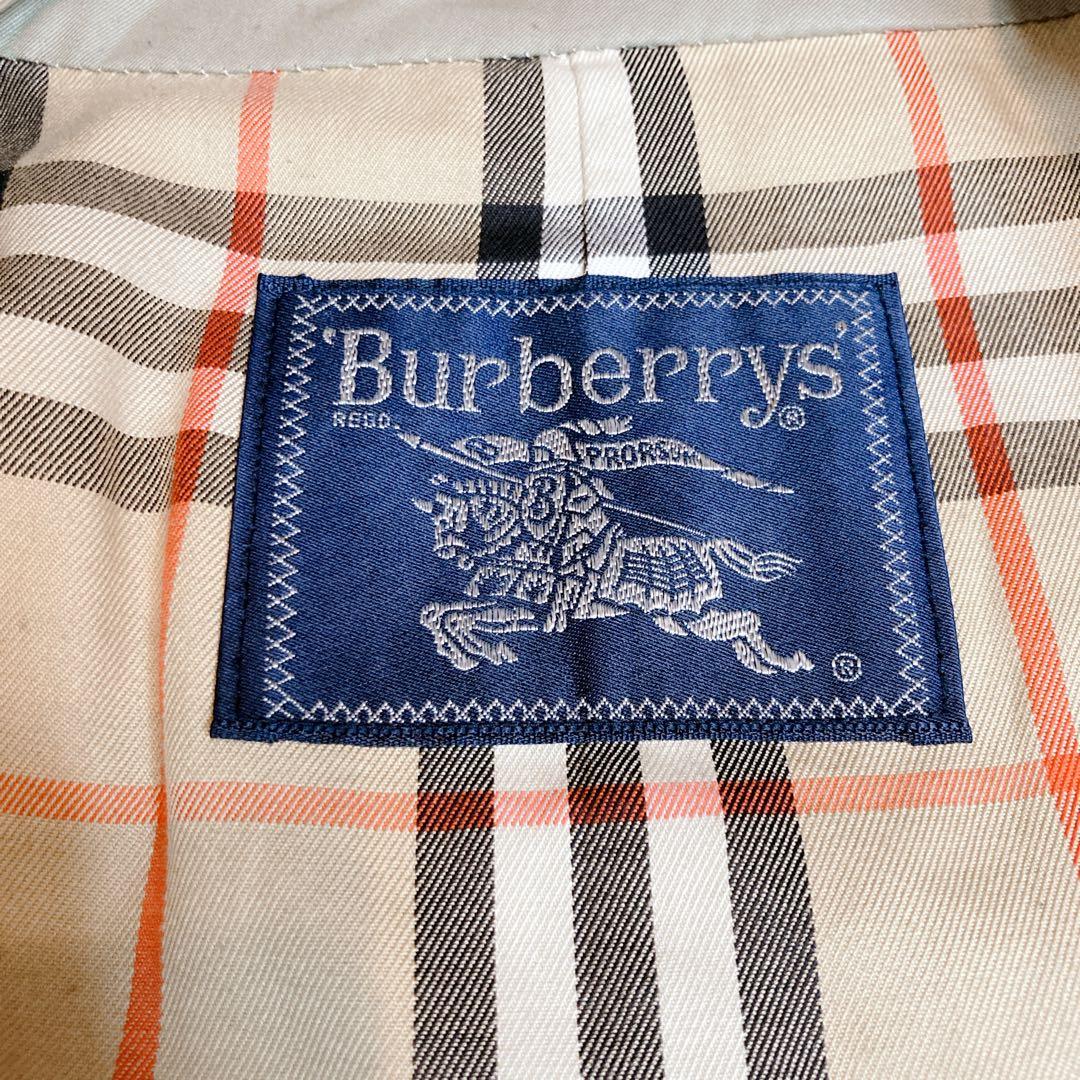 'Burberrys'
REGD. ®
PRORSUM
®